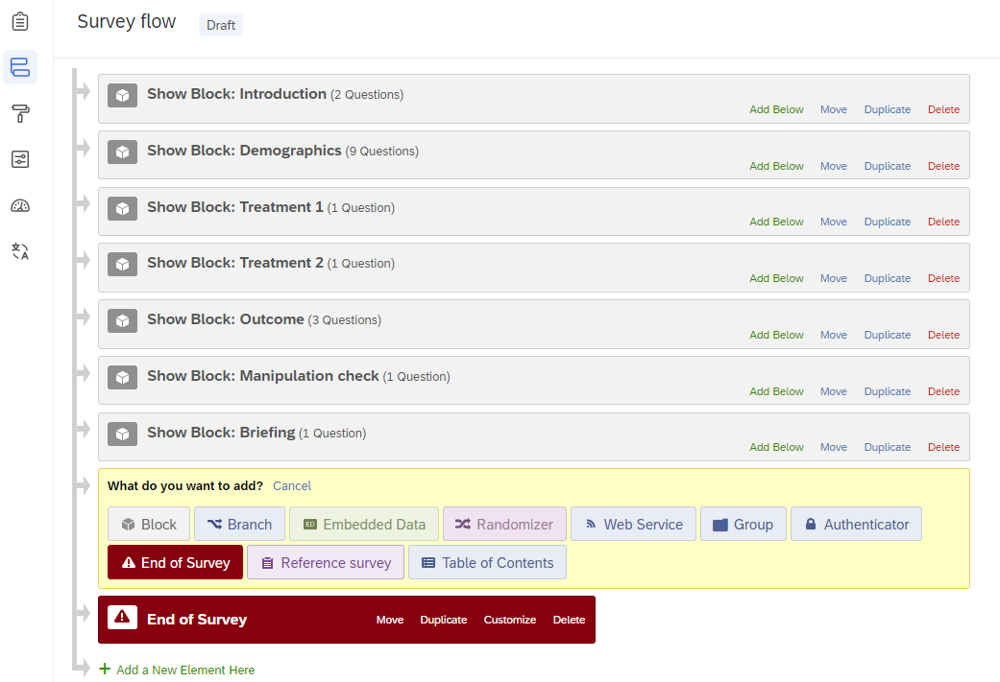 Survey flow Draft
Show Block: Introduction (2 Questions)
Add Below Move Duplicate Delete
Show Block: Demographics (9 Questions)
Add Below Move Duplicate Delete
Show Block: Treatment 1 (1 Question)
Add Below Move Duplicate Delete
Show Block: Treatment 2 (1 Question)
Add Below Move Duplicate Delete
Show Block: Outcome (3 Questions)
Add Below Move Duplicate Delete
Show Block: Manipulation check (1 Question)
Add Below Move Duplicate Delete
Show Block: Briefing (1 Question)
Add Below Move Duplicate Delete
What do you want to add? Cancel
Block Branch ED Embedded Data Randomizer Web Service Group Authenticator
End of Survey Reference survey Table of Contents
End of Survey Move Duplicate Customize Delete
+ Add a New Element Here